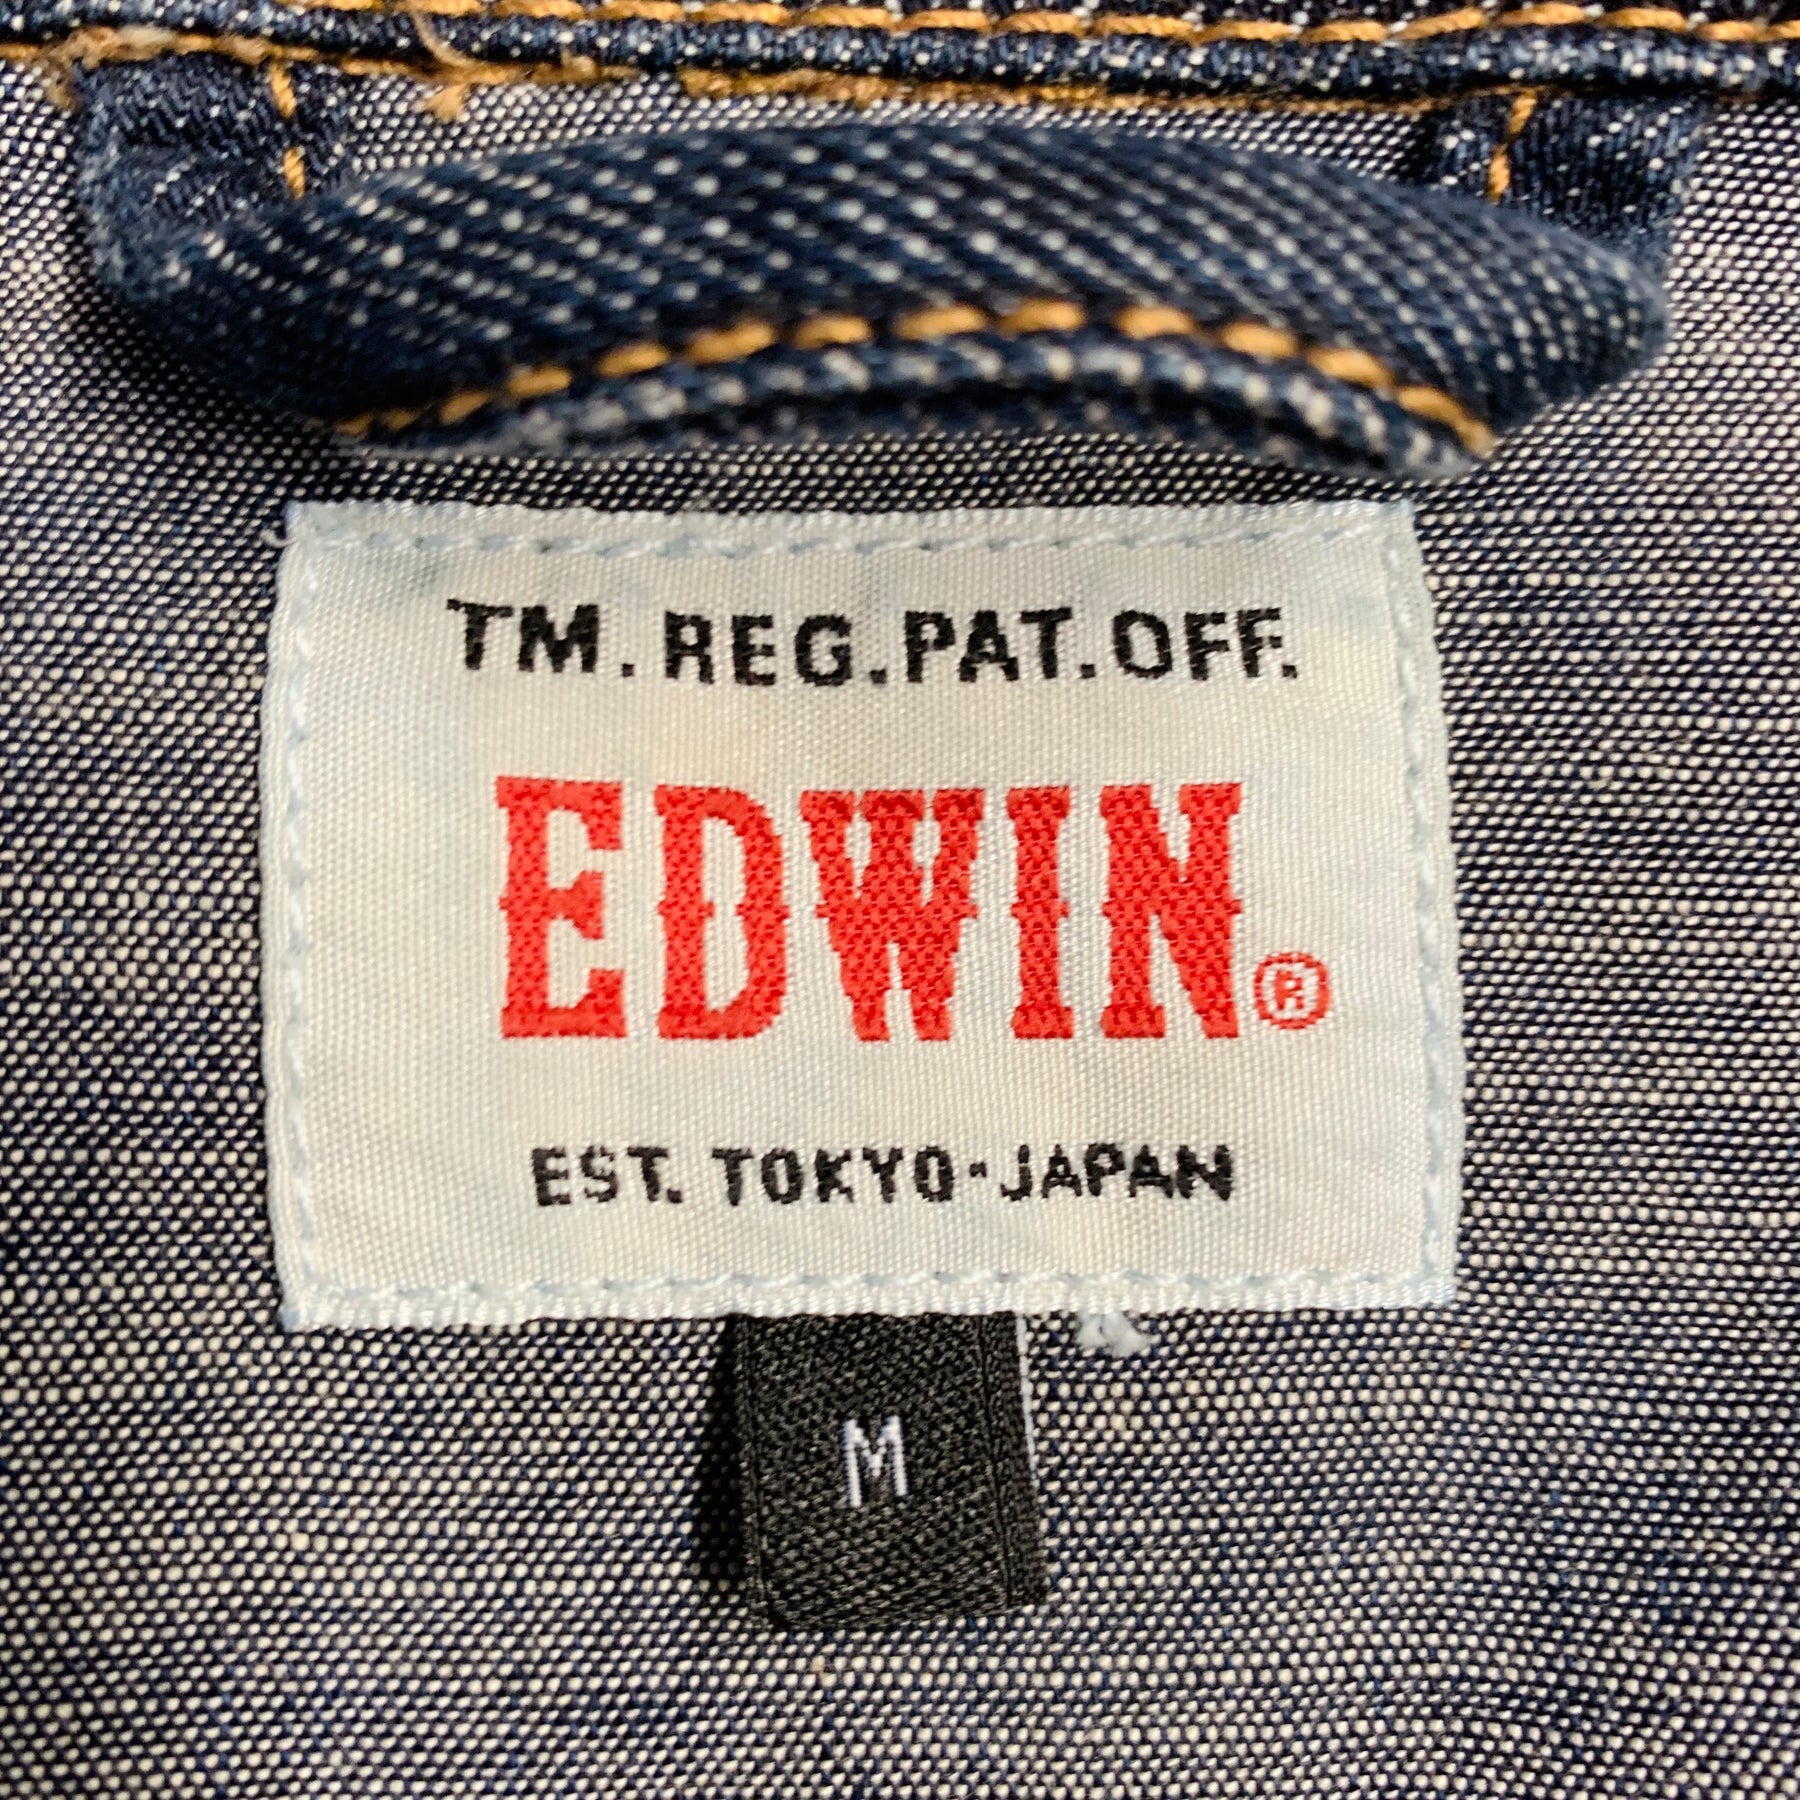 TM.REG.PAT.OFF.
EDWIN®
EST. TOKYO-JAPAN
M